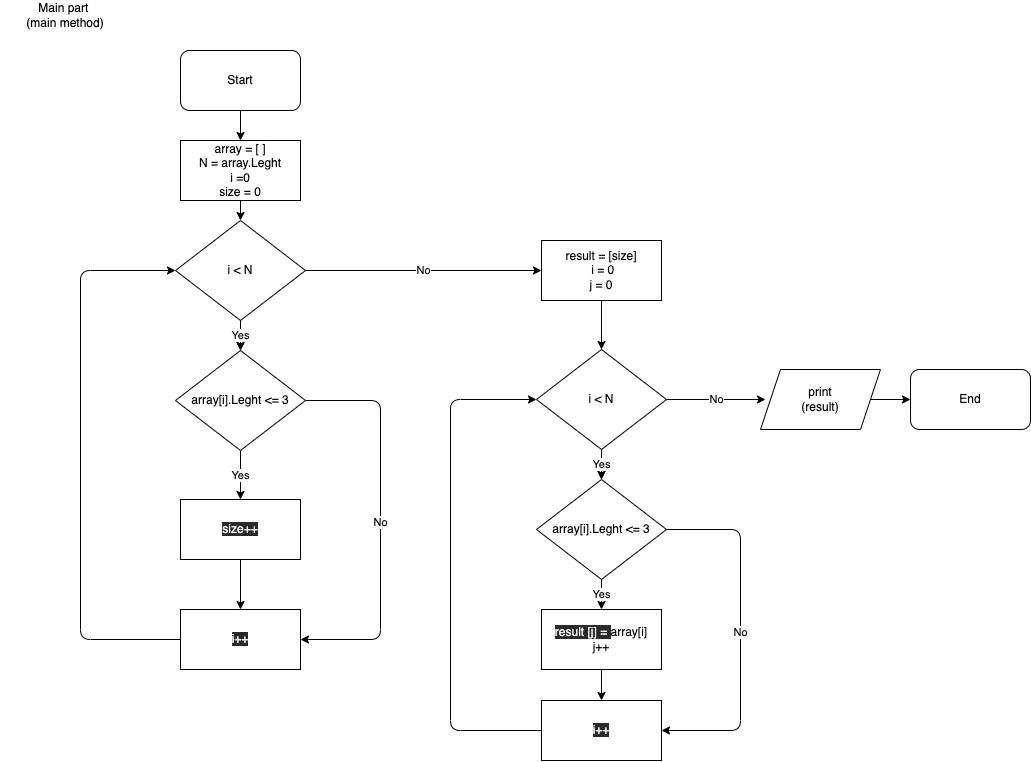 Main part
(main method)
Start
array = [ ]
N = array.Leght
i =0
size = 0
i < N
No
Yes
array[i].Leght <= 3
Yes
No
size++
i++
result = [size]
i = 0
j = 0
i < N
No
print
(result)
End
Yes
array[i].Leght <= 3
Yes
No
result [j] = array[i]
j++
i++